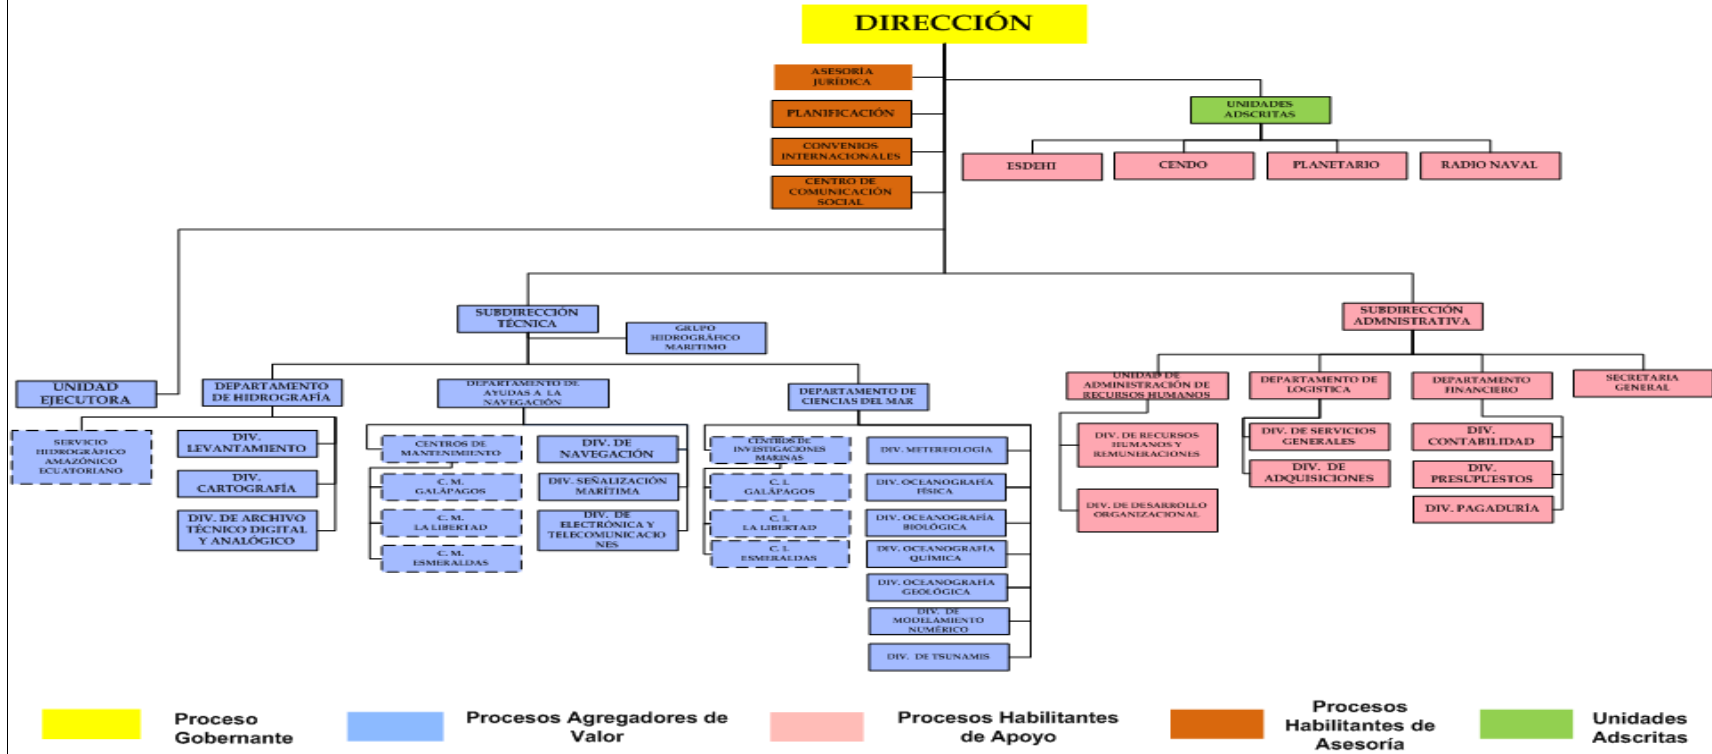 DIRECCIÓN
ASESORÍA
JURÍDICA
PLANIFICACIÓN
CONVENIOS
INTERNACIONALES
CENTRO DE
COMUNICACIÓN
SOCIAL
UNIDADES
ADSCRITAS
ESDEHI
CENDO
PLANETARIO
RADIO NAVAL
SUBDIRECCIÓN
TÉCNICA
GRUPO
HIDROGRÁFICO
MARITIMO
SUBDIRECCIÓN
ADMNISTRATIVA
UNIDAD
EJECUTORA
DEPARTAMENTO
DE HIDROGRAFÍA
DEPARTAMENTO DE
AYUDAS A LA
NAVEGACIÓN
DEPARTAMENTO DE
CIENCIAS DEL MAR
UNIDAD DE
ADMINISTRACIÓN DE
RECURSOS HUMANOS
DEPARTAMENTO DE
LOGISTICA
DEPARTAMENTO
FINANCIERO
SECRETARIA
GENERAL
SERVICIO
HIDROGRÁFICO
AMAZÓNICO
ECUATORIANO
DIV.
LEVANTAMIENTO
DIV.
CARTOGRAFÍA
DIV. DE ARCHIVO
TÉCNICO DIGITAL
Y ANALÓGICO
CENTROS DE
MANTENIMIENTO
C. M.
GALÁPAGOS
C. M.
LA LIBERTAD
C. M.
ESMERALDAS
DIV. DE
NAVEGACIÓN
DIV. SEÑALIZACIÓN
MARÍTIMA
DIV. DE
ELECTRÓNICA Y
TELECOMUNICACIO
NES
CENTROS DE
INVESTIGACIONES
MARINAS
C. I.
GALÁPAGOS
C. I.
LA LIBERTAD
C. I.
ESMERALDAS
DIV. METEREOLOGÍA
DIV. OCEANOGRAFÍA
FÍSICA
DIV. OCEANOGRAFÍA
BIOLÓGICA
DIV. OCEANOGRAFÍA
QUÍMICA
DIV. OCEANOGRAFÍA
GEOLÓGICA
DIV. DE
MODELAMIENTO
NUMÉRICO
DIV. DE TSUNAMIS
DIV. DE RECURSOS
HUMANOS Y
REMUNERACIONES
DIV. DE DESARROLLO
ORGANIZACIONAL
DIV. DE SERVICIOS
GENERALES
DIV. DE
ADQUISICIONES
DIV.
CONTABILIDAD
DIV.
PRESUPUESTOS
DIV. PAGADURÍA
Proceso
Gobernante
Procesos Agregadores de
Valor
Procesos Habilitantes
de Apoyo
Procesos
Habilitantes de
Asesoría
Unidades
Adscritas